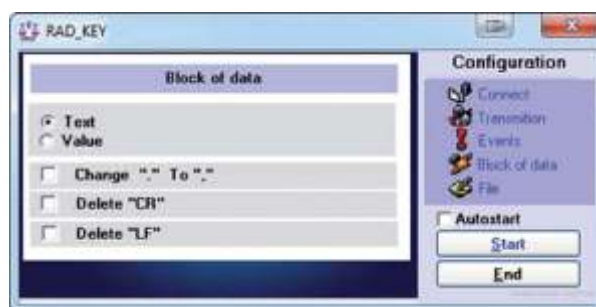 RAD_KEY
Block of data
Text
Value
Change "." To ","
Delete "CR"
Delete "LF"
Configuration
Connect
Transmition
Events
Block of data
File
Autostart
Start
End